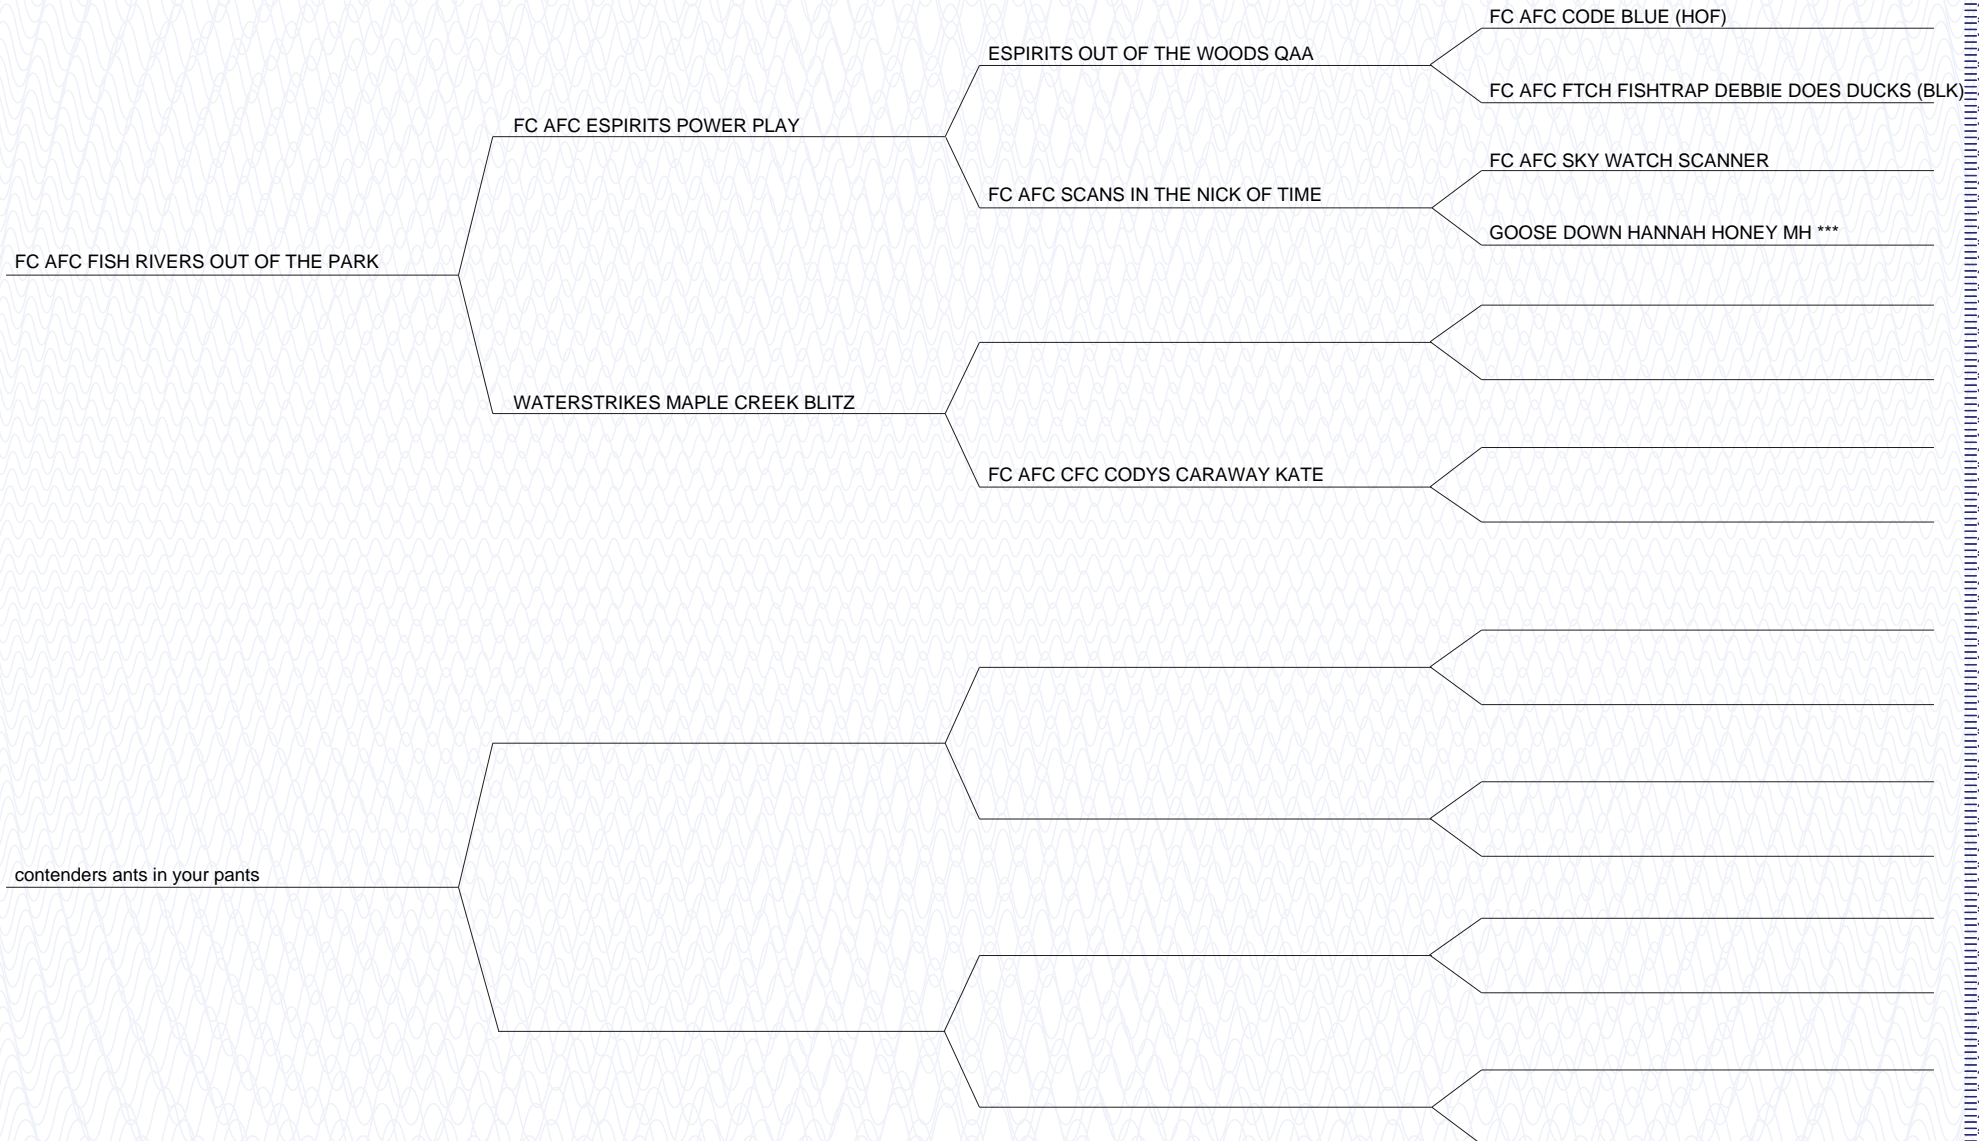 FC AFC CODE BLUE (HOF)
ESPIRITS OUT OF THE WOODS QAA
FC AFC FTCH FISHTRAP DEBBIE DOES DUCKS (BLK)
FC AFC ESPIRITS POWER PLAY
FC AFC SKY WATCH SCANNER
FC AFC SCANS IN THE NICK OF TIME
GOOSE DOWN HANNAH HONEY MH ***
FC AFC FISH RIVERS OUT OF THE PARK
WATERSTRIKES MAPLE CREEK BLITZ
FC AFC CFC CODYS CARAWAY KATE
contenders ants in your pants